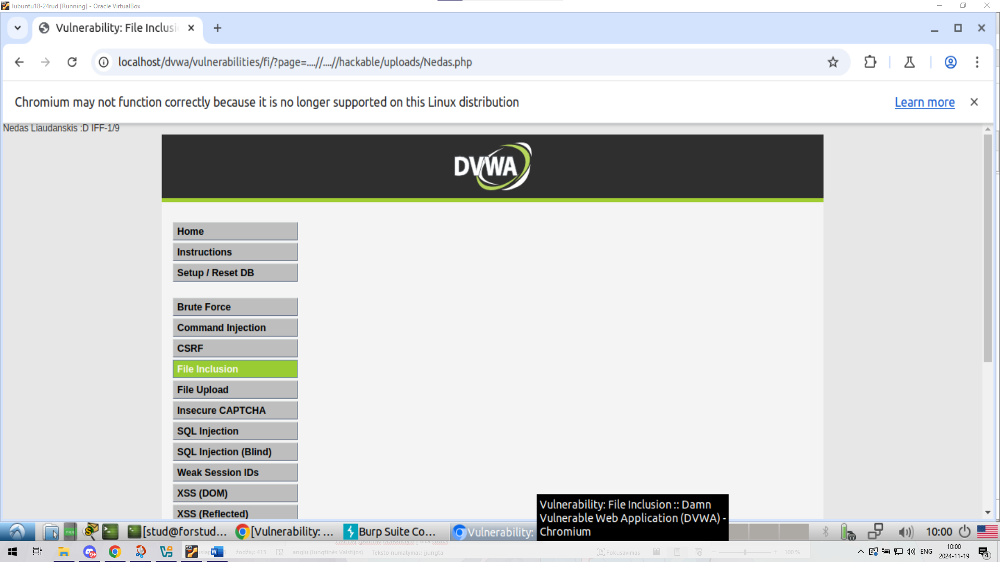 lubuntu18-24rud [Running] - Oracle VirtualBox
Vulnerability: File Inclusi
localhost/dvwa/vulnerabilities/fi/?page=....//....//hackable/uploads/Nedas.php
Chromium may not function correctly because it is no longer supported on this Linux distribution
Learn more
Nedas Liaudanskis :D IFF-1/9
DVWA
Home
Instructions
Setup / Reset DB
Brute Force
Command Injection
CSRF
File Inclusion
File Upload
Insecure CAPTCHA
SQL Injection
SQL Injection (Blind)
Weak Session IDs
XSS (DOM)
XSS (Reflected)
Vulnerability: File Inclusion :: Damn
Vulnerable Web Application (DVWA) -
Chromium
[stud@forstud...
[Vulnerability: ...
Burp Suite Co...
Vulnerability:
10:00
žodžių: 413
anglų (Jungtinės Valstijos)
Teksto numatymas: įjungta
Fokusavimas
100 %
ENG
10:00
2024-11-19
4